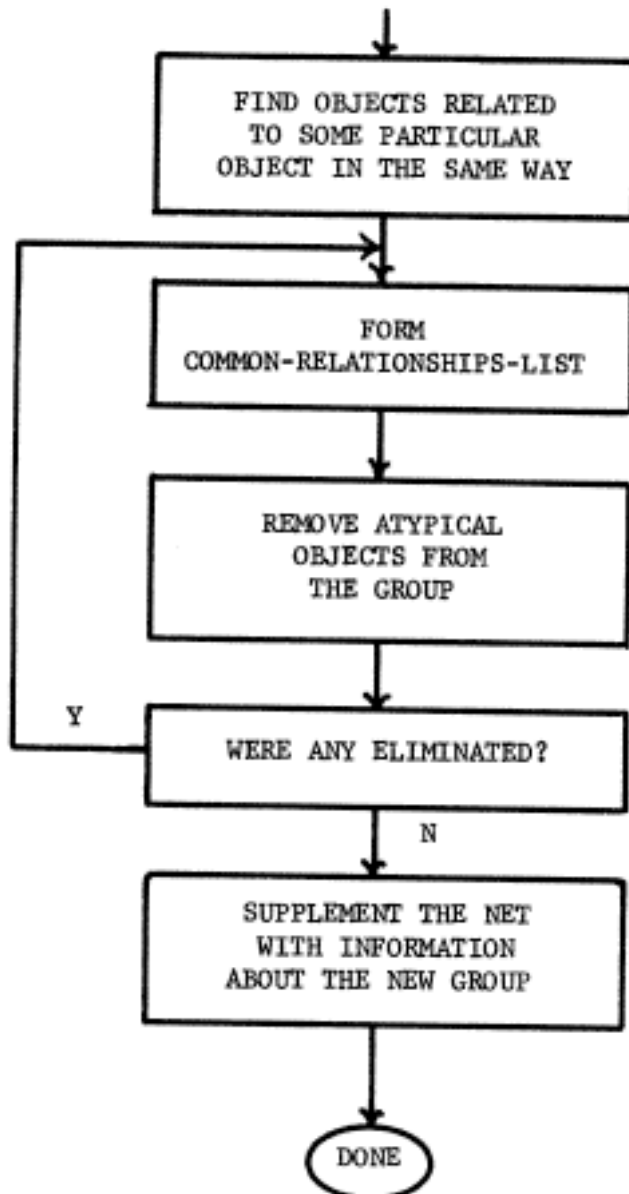 FIND OBJECTS RELATED
TO SOME PARTICULAR
OBJECT IN THE SAME WAY
FORM
COMMON-RELATIONSHIPS-LIST
REMOVE ATYPICAL
OBJECTS FROM
THE GROUP
Y
WERE ANY ELIMINATED?
N
SUPPLEMENT THE NET
WITH INFORMATION
ABOUT THE NEW GROUP
DONE